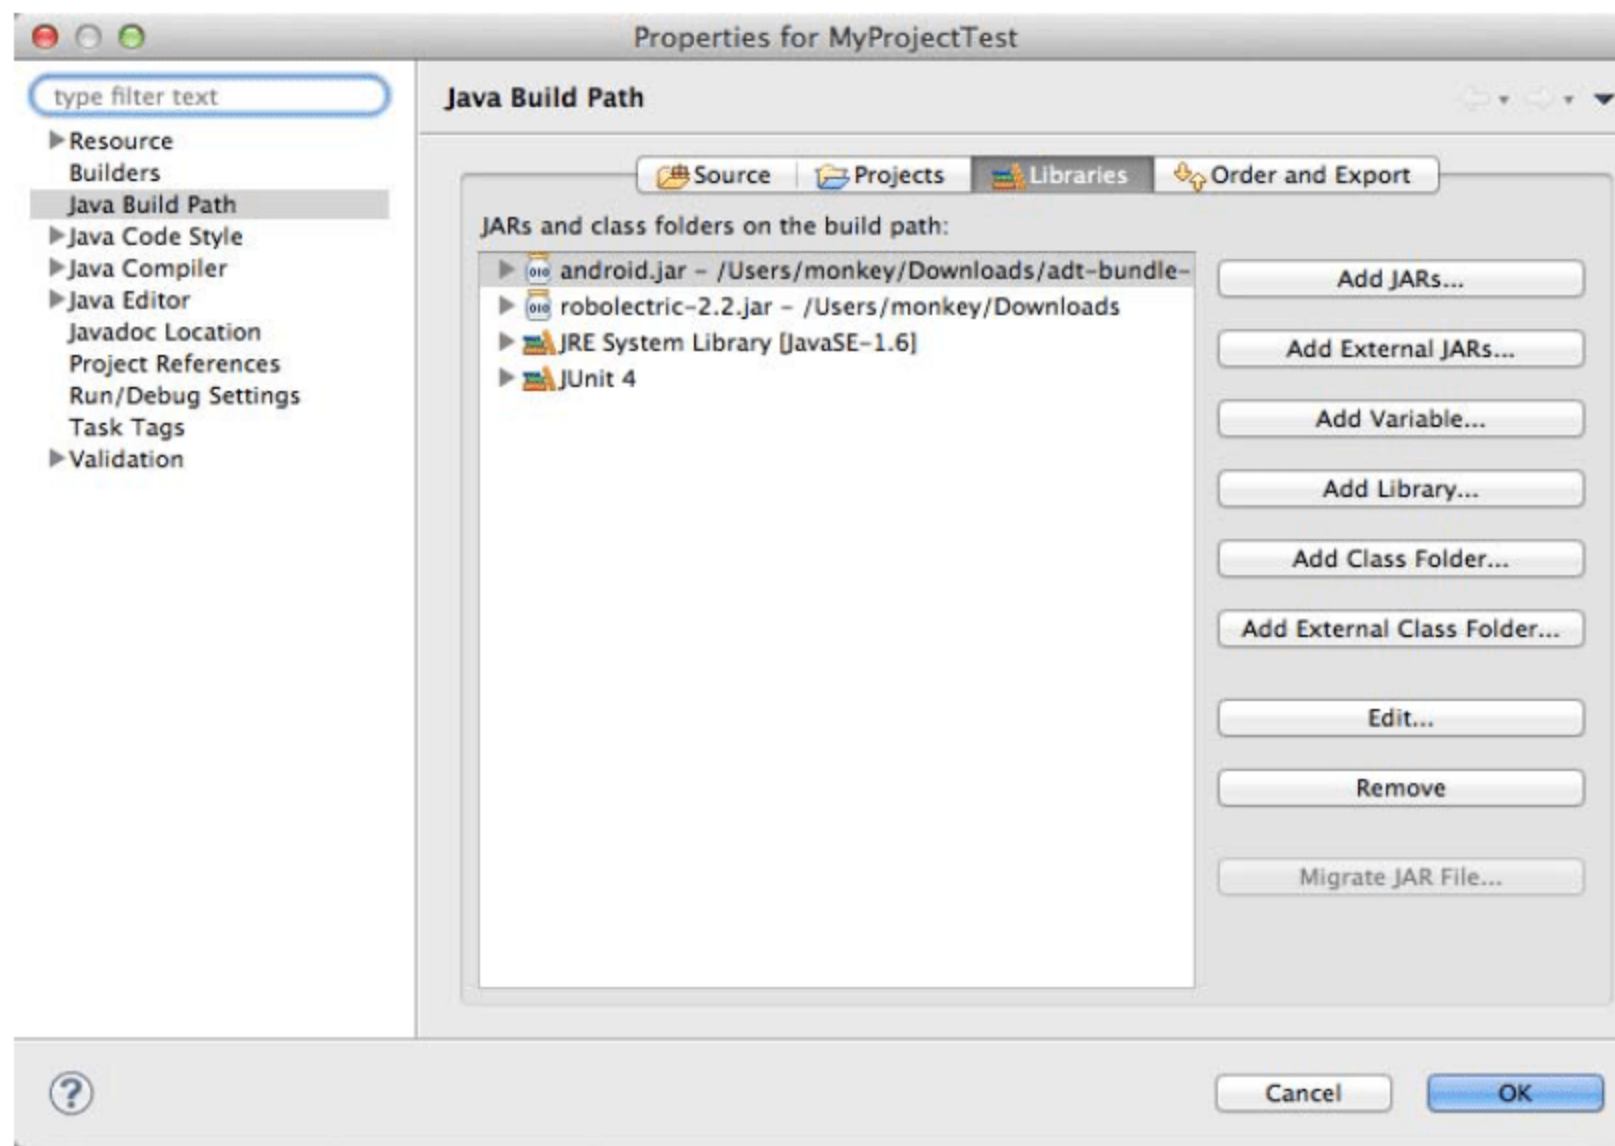 Properties for MyProjectTest
type filter text
Resource
Builders
Java Build Path
Java Code Style
Java Compiler
Java Editor
Javadoc Location
Project References
Run/Debug Settings
Task Tags
Validation
Java Build Path
Source Projects Libraries Order and Export
JARs and class folders on the build path:
android.jar - /Users/monkey/Downloads/adt-bundle-
robolectric-2.2.jar - /Users/monkey/Downloads
JRE System Library [JavaSE-1.6]
JUnit 4
Add JARs...
Add External JARs...
Add Variable...
Add Library...
Add Class Folder...
Add External Class Folder...
Edit...
Remove
Migrate JAR File...
?
Cancel OK